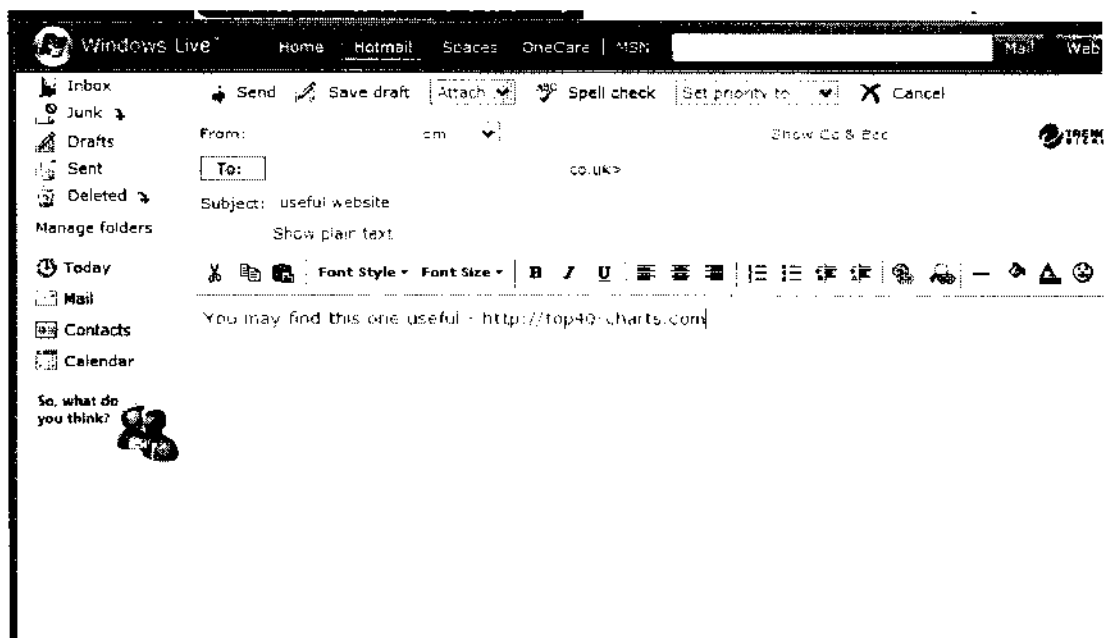 Windows Live™ Home Hotmail Spaces OneCare | MSN Mail Web
Inbox
Junk
Drafts
Sent
Deleted
Manage folders
Today
Mail
Contacts
Calendar
So, what do
you think?
Send Save draft Attach ABC Spell check Set priority to Cancel
From: om Show Cc & Bcc
To: co.uk>
Subject: useful website
Show plain text
Font Style Font Size B I U A
You may find this one useful - http://top40-charts.com